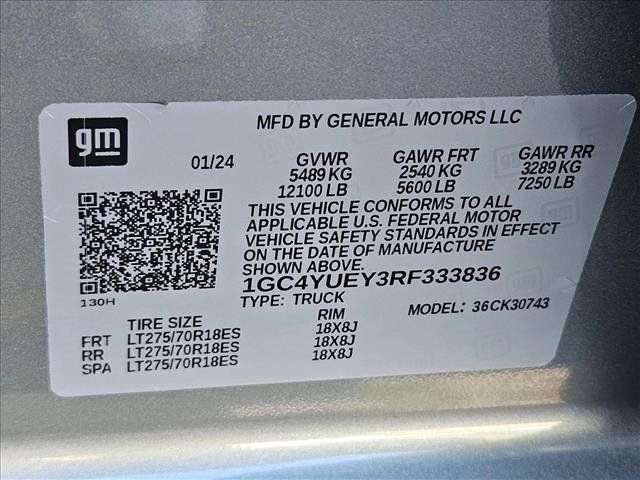 gm
MFD BY GENERAL MOTORS LLC
01/24 GVWR GAWR FRT GAWR RR
5489 KG 2540 KG 3289 KG
12100 LB 5600 LB 7250 LB
THIS VEHICLE CONFORMS TO ALL
APPLICABLE U.S. FEDERAL MOTOR
VEHICLE SAFETY STANDARDS IN EFFECT
ON THE DATE OF MANUFACTURE
SHOWN ABOVE.
1GC4YUEY3RF333836
130H
TYPE: TRUCK MODEL: 36CK30743
TIRE SIZE RIM
FRT LT275/70R18ES 18X8J
RR LT275/70R18ES 18X8J
SPA LT275/70R18ES 18X8J